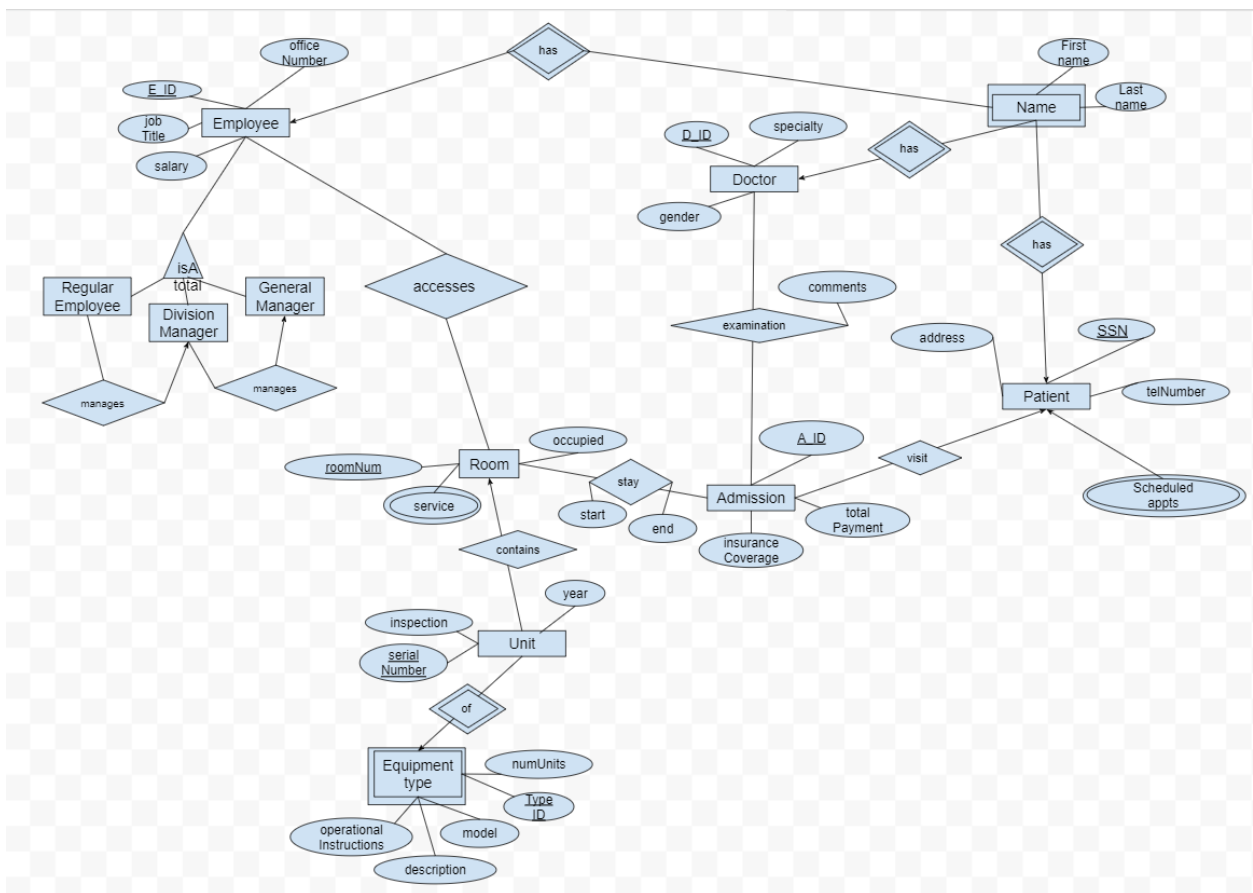 office
Number
has
First
name
E_ID
Last
name
Name
job
Title
Employee
D_ID
specialty
has
salary
Doctor
gender
has
isA
total
Regular
Employee
General
Manager
Division
Manager
accesses
comments
examination
address
SSN
manages
manages
Patient
telNumber
A_ID
occupied
visit
roomNum
Room
stay
Admission
Scheduled
appts
service
start
end
total
Payment
insurance
Coverage
contains
year
inspection
Unit
serial
Number
of
Equipment
type
numUnits
Type
ID
operational
Instructions
model
description